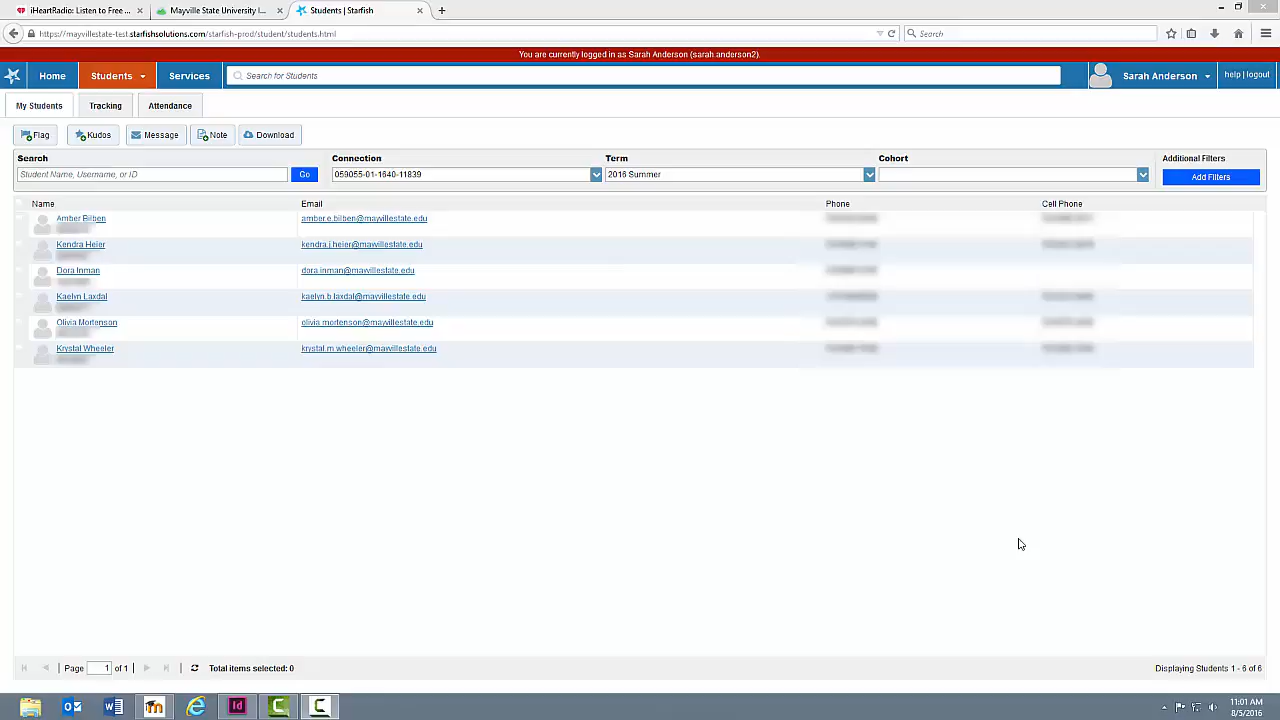 iHeartRadio: Listen to Free ...
Mayville State University I...
Students | Starfish
https://mayvillestate-test.starfishsolutions.com/starfish-prod/student/students.html
Search
You are currently logged in as Sarah Anderson (sarah anderson2).
Home
Students
Services
Search for Students
Sarah Anderson
help | logout
My Students
Tracking
Attendance
Flag
Kudos
Message
Note
Download
Search
Connection
Term
Cohort
Additional Filters
Student Name, Username, or ID
Go
059055-01-1640-11839
2016 Summer
Add Filters
Name Email Phone Cell Phone
Amber Bilben amber.e.bilben@mayvillestate.edu
Kendra Heier kendra.j.heier@mayvillestate.edu
Dora Inman dora.inman@mayvillestate.edu
Kaelyn Laxdal kaelyn.b.laxdal@mayvillestate.edu
Olivia Mortenson olivia.mortenson@mayvillestate.edu
Krystal Wheeler krystal.m.wheeler@mayvillestate.edu
Page 1 of 1
Total items selected: 0
Displaying Students 1 - 6 of 6
11:01 AM
8/5/2016